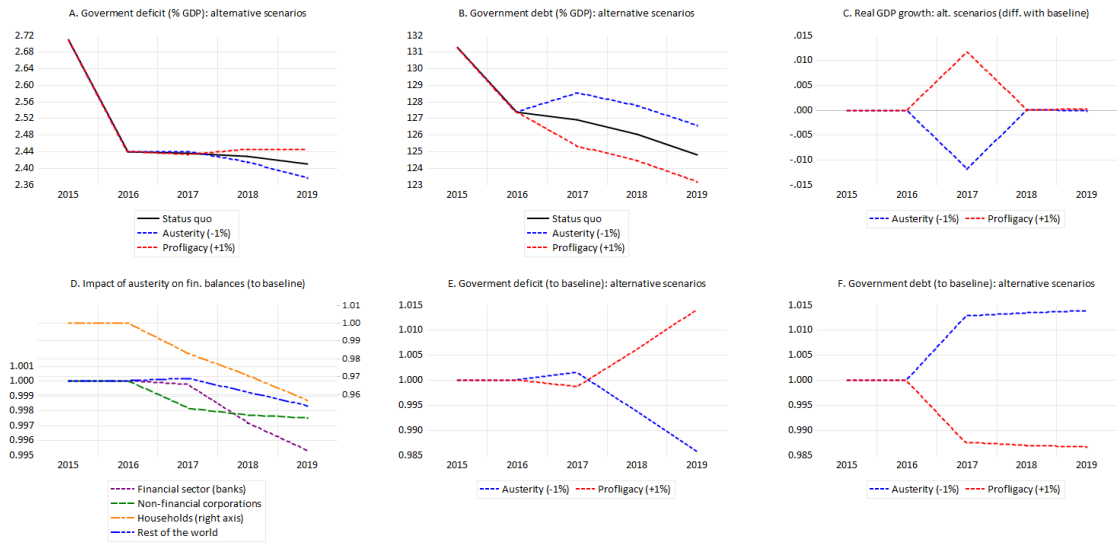 A. Goverment deficit (% GDP): alternative scenarios
2.72
2.68
2.64
2.60
2.56
2.52
2.48
2.44
2.40
2.36
2015 2016 2017 2018 2019
Status quo
Austerity (-1%)
Profligacy (+1%)
B. Government debt (% GDP): alternative scenarios
132
131
130
129
128
127
126
125
124
123
2015 2016 2017 2018 2019
Status quo
Austerity (-1%)
Profligacy (+1%)
C. Real GDP growth: alt. scenarios (diff. with baseline)
.015
.010
.005
.000
-.005
-.010
-.015
2015 2016 2017 2018 2019
Austerity (-1%) Profligacy (+1%)
D. Impact of austerity on fin. balances (to baseline)
1.01
1.00
0.99
0.98
0.97
0.96
1.001
1.000
0.999
0.998
0.997
0.996
0.995
2015 2016 2017 2018 2019
Financial sector (banks)
Non-financial corporations
Households (right axis)
Rest of the world
E. Goverment deficit (to baseline): alternative scenarios
1.015
1.010
1.005
1.000
0.995
0.990
0.985
2015 2016 2017 2018 2019
Austerity (-1%) Profligacy (+1%)
F. Government debt (to baseline): alternative scenarios
1.015
1.010
1.005
1.000
0.995
0.990
0.985
2015 2016 2017 2018 2019
Austerity (-1%) Profligacy (+1%)